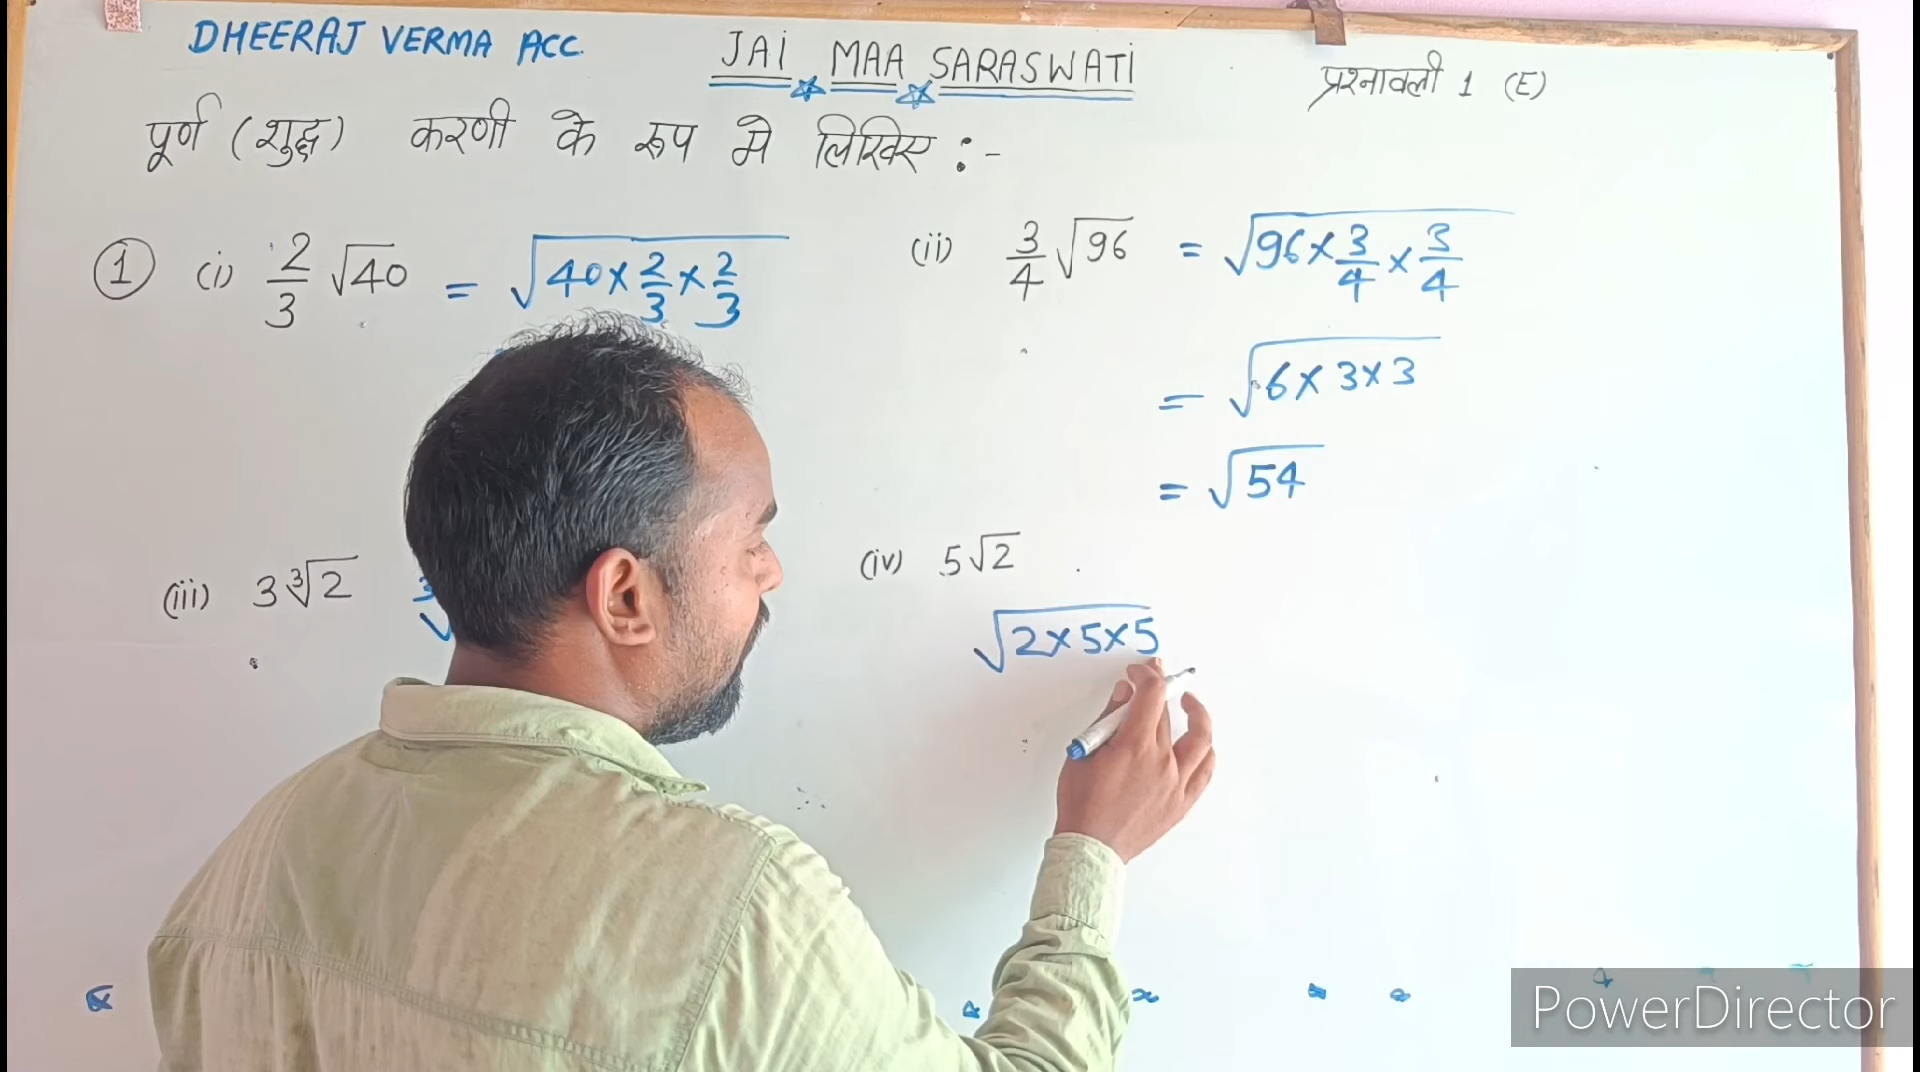 DHEERAJ VERMA ACC.
JAI MAA SARASWATI
प्रश्नावली 1 (E)
पूर्ण (शुद्ध) करणी के रूप मे लिखिए :-
① (i) 2/3 √40 = √40 × 2/3 × 2/3
(ii) 3/4 √96 = √96 × 3/4 × 3/4
= √6 × 3 × 3
= √54
(iii) 3 ∛2
(iv) 5√2
√2 × 5 × 5
PowerDirector